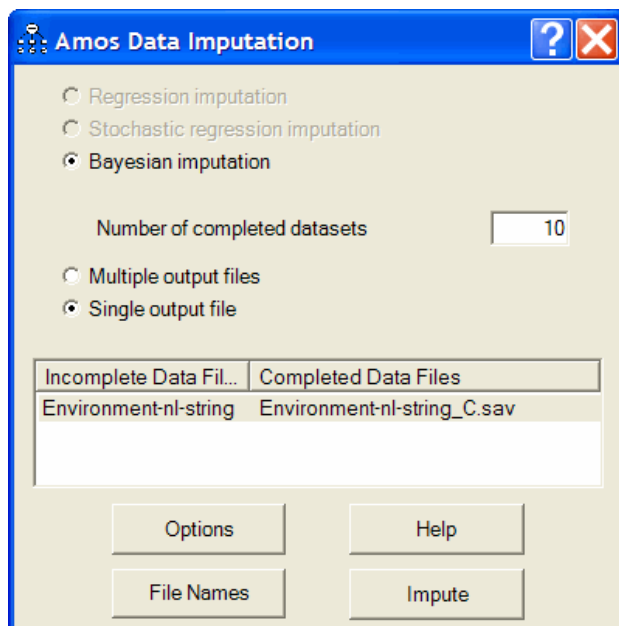 Amos Data Imputation
Regression imputation
Stochastic regression imputation
Bayesian imputation
Number of completed datasets 10
Multiple output files
Single output file
Incomplete Data Fil... Completed Data Files
Environment-nl-string Environment-nl-string_C.sav
Options Help
File Names Impute